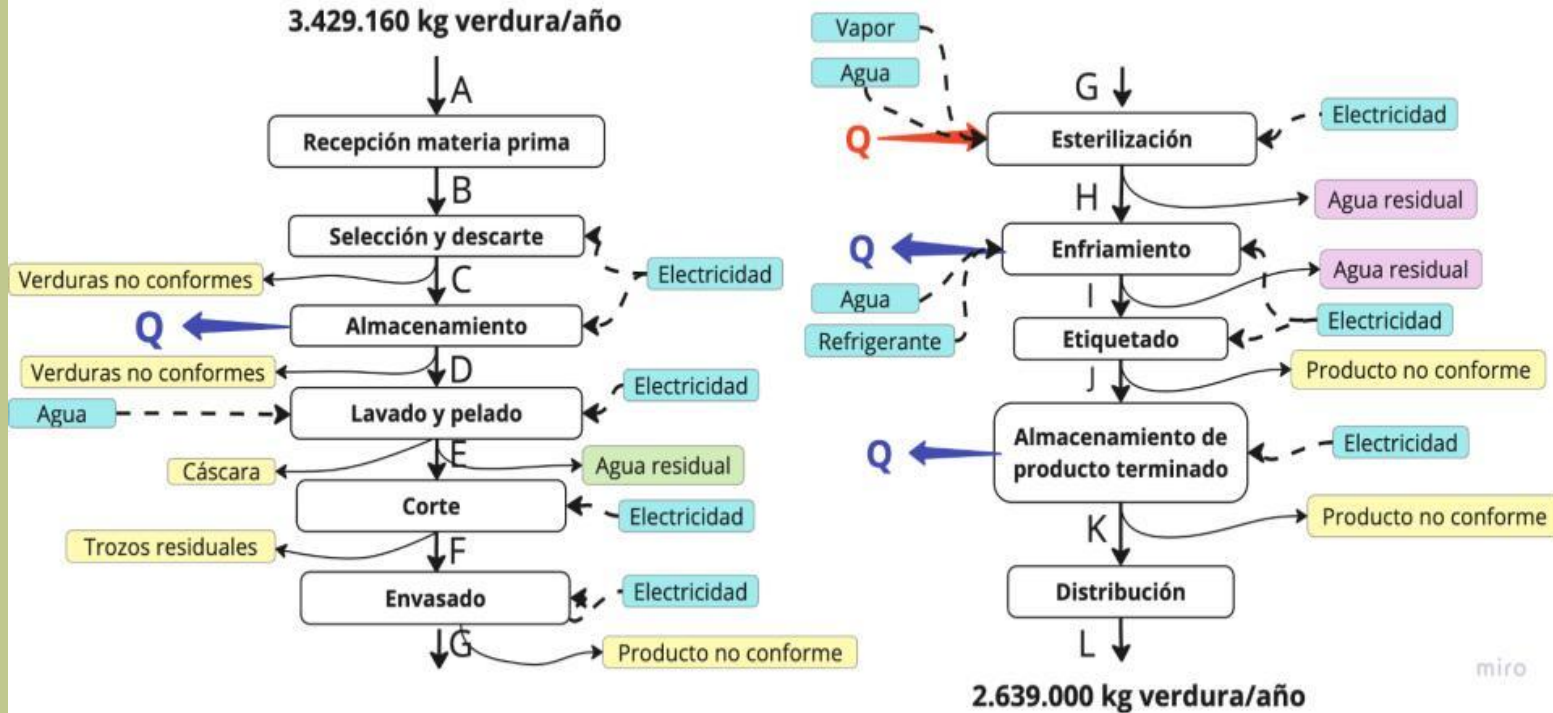 3.429.160 kg verdura/año
A
Recepción materia prima
B
Selección y descarte
Verduras no conformes
C
Electricidad
Q
Almacenamiento
Verduras no conformes
D
Electricidad
Agua
Lavado y pelado
E
Cáscara
Agua residual
Corte
Electricidad
Trozos residuales
F
Envasado
Electricidad
G
Producto no conforme
Vapor
Agua
G
Electricidad
Q
Esterilización
H
Agua residual
Q
Enfriamiento
Agua residual
Agua
I
Refrigerante
Electricidad
Etiquetado
J
Producto no conforme
Q
Almacenamiento de
producto terminado
Electricidad
K
Producto no conforme
Distribución
L
2.639.000 kg verdura/año
miro